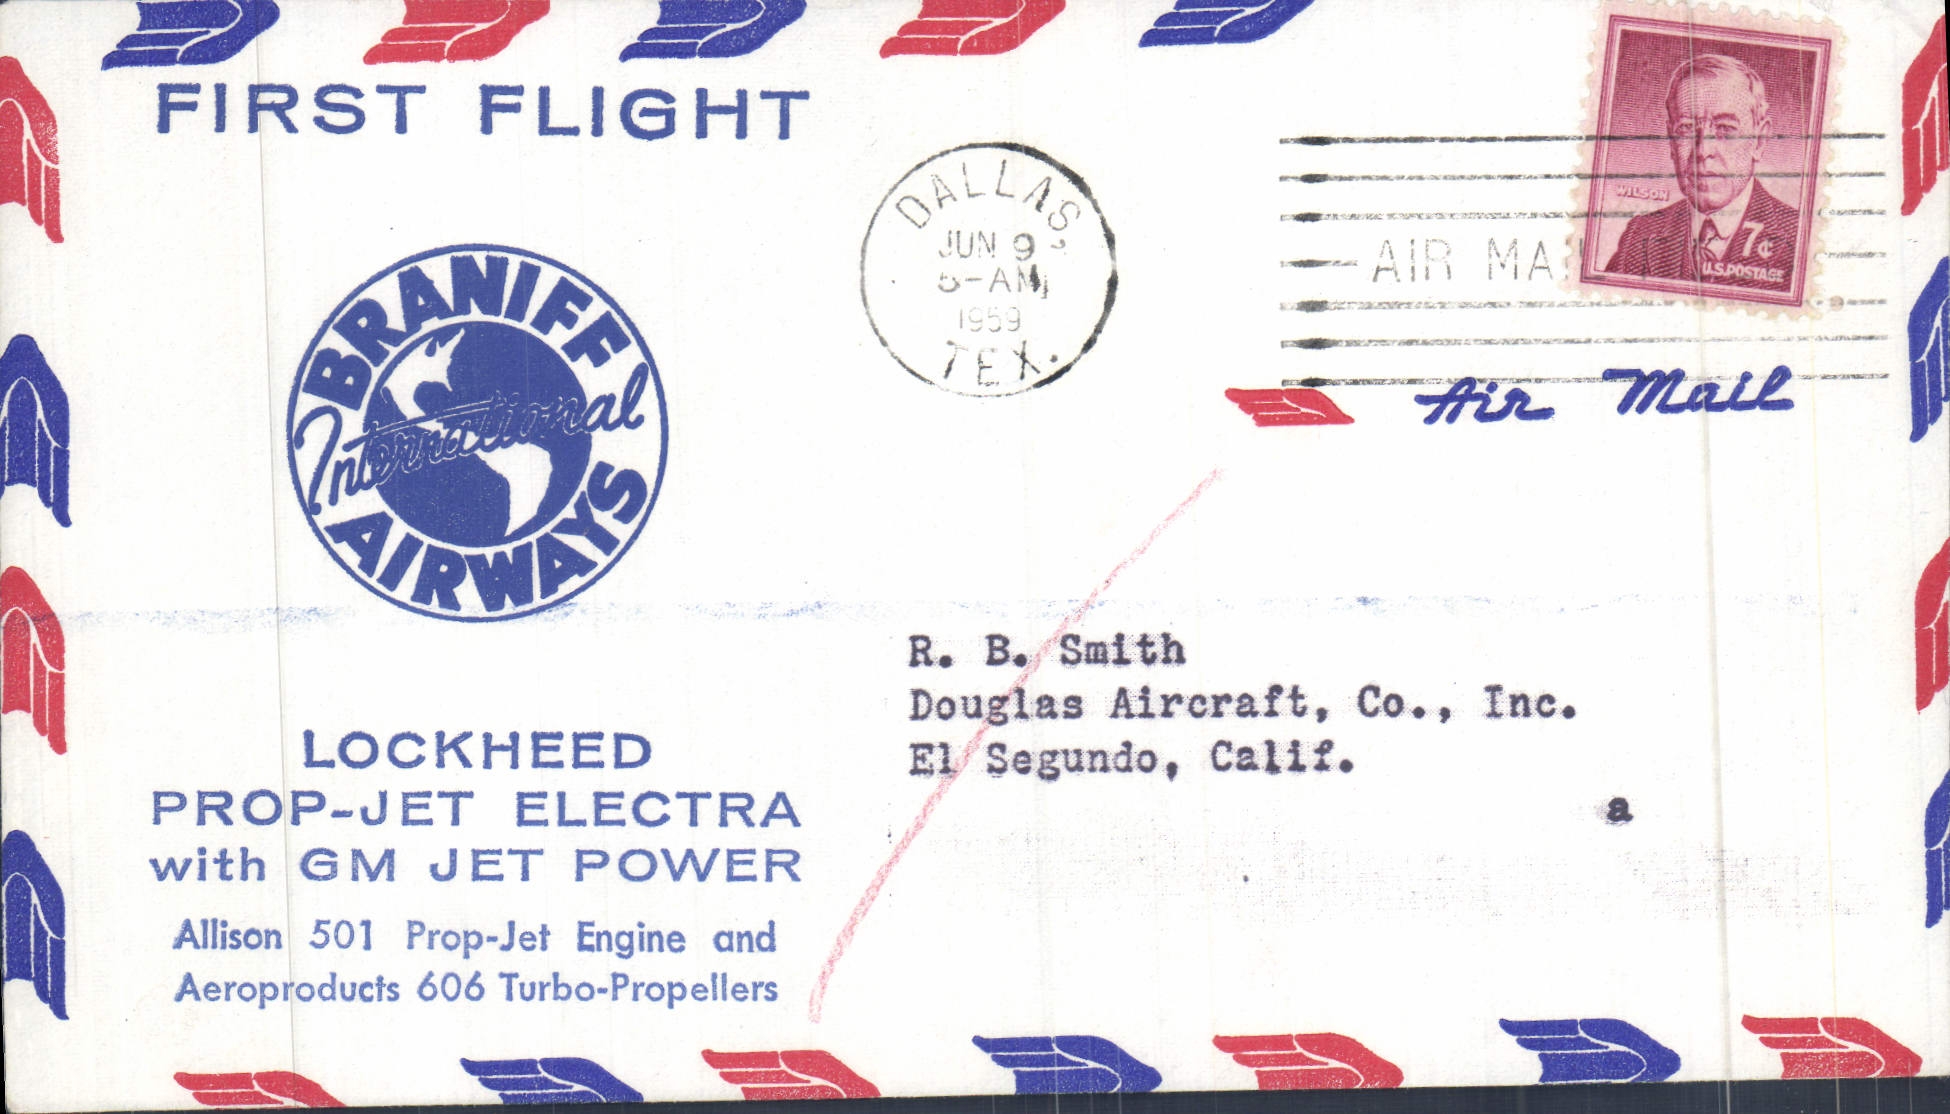 FIRST FLIGHT
BRANIFF
International
AIRWAYS
DALLAS,
JUN 9
5-AM
1959
TEX.
AIR MAI
WILSON
7¢
U.S.POSTAGE
Air Mail
R. B. Smith
Douglas Aircraft, Co., Inc.
El Segundo, Calif.
a
LOCKHEED
PROP-JET ELECTRA
with GM JET POWER
Allison 501 Prop-Jet Engine and
Aeroproducts 606 Turbo-Propellers